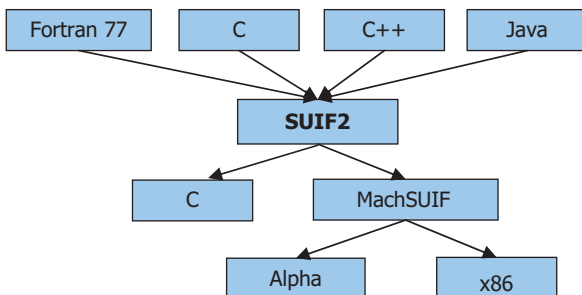 Fortran 77
C
C++
Java
SUIF2
C
MachSUIF
Alpha
x86